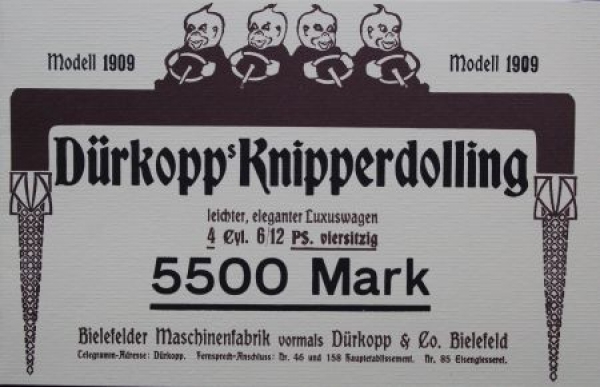 Modell 1909
Modell 1909
Dürkopp's Knipperdolling
leichter, eleganter Luxuswagen
4 Cyl. 6/12 PS. viersitzig
5500 Mark
Bielefelder Maschinenfabrik vormals Dürkopp & Co. Bielefeld
Telegramm-Adresse: Dürkopp. Fernsprech-Anschluss: Nr. 46 und 158 Hauptetablissement. Nr. 85 Eisengiesserei.